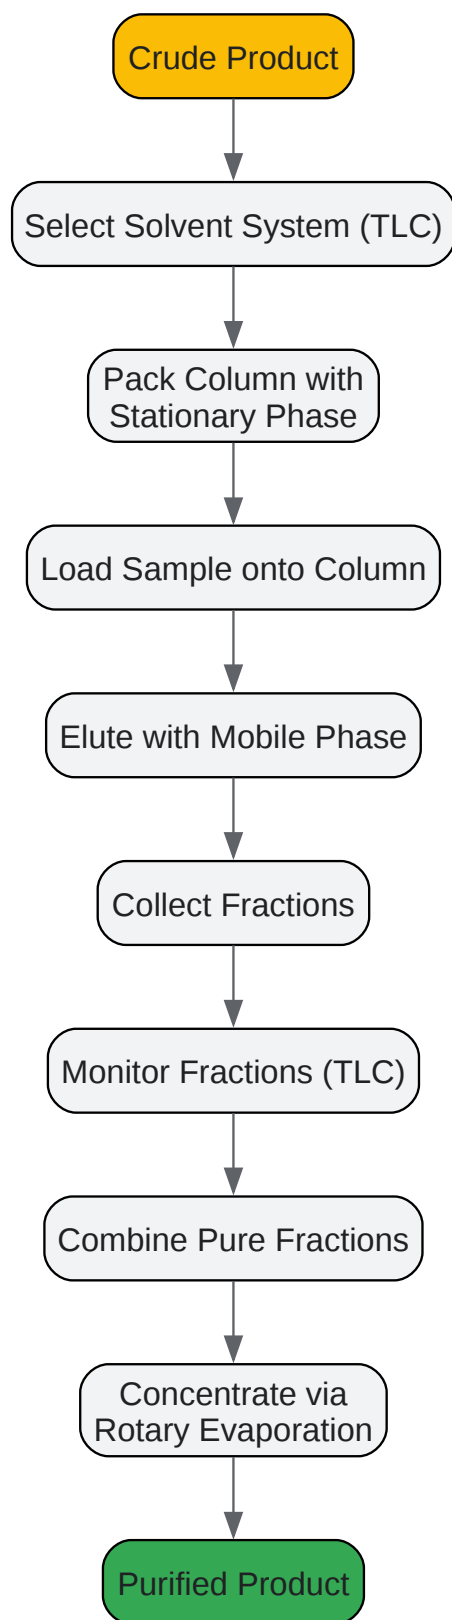 Crude Product
Select Solvent System (TLC)
Pack Column with
Stationary Phase
Load Sample onto Column
Elute with Mobile Phase
Collect Fractions
Monitor Fractions (TLC)
Combine Pure Fractions
Concentrate via
Rotary Evaporation
Purified Product